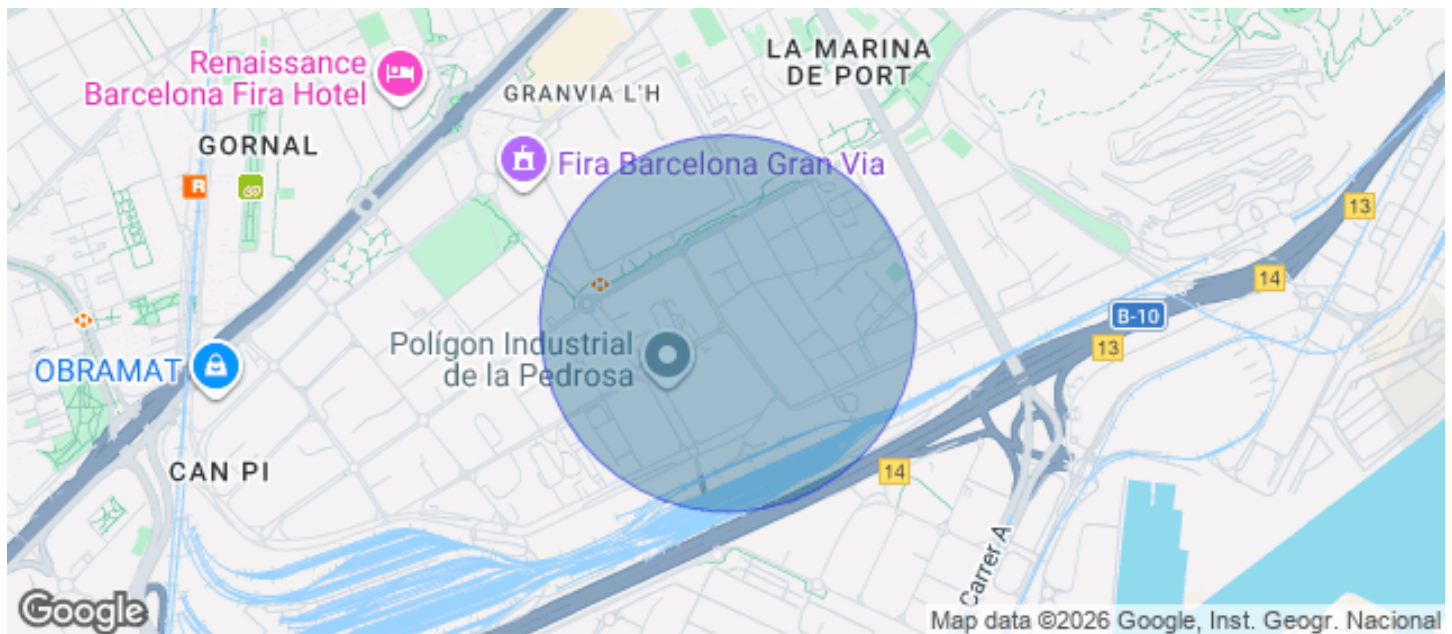 LA MARINA
DE PORT
Renaissance
Barcelona Fira Hotel
GRANVIA L'H
GORNAL
Fira Barcelona Gran Via
R
13
14
B-10
13
Polígon Industrial
de la Pedrosa
OBRAMAT
CAN PI
14
Carrer A
Google
Map data ©2026 Google, Inst. Geogr. Nacional